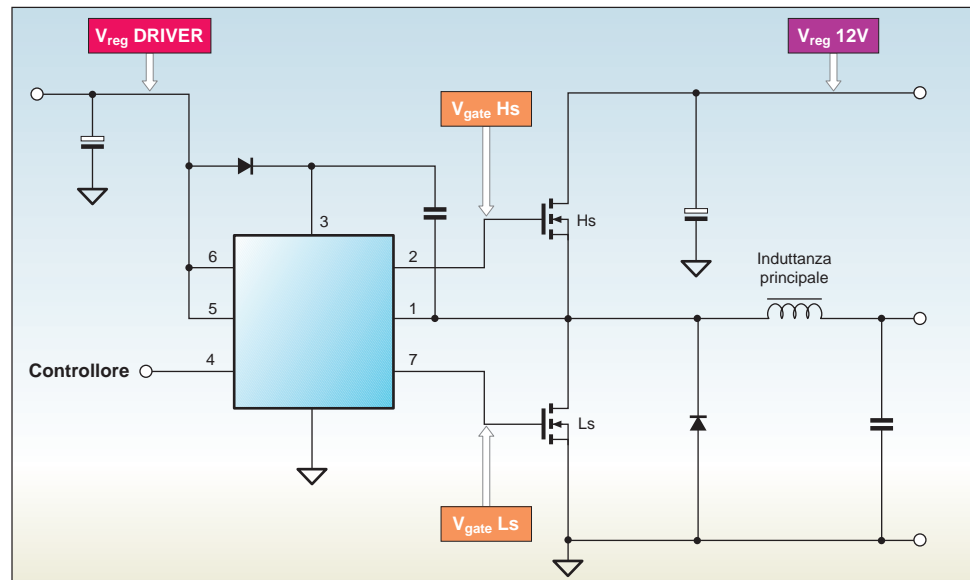 Vreg DRIVER
Vreg 12V
Vgate Hs
3
Hs
6
2
Induttanza
principale
5
1
Controllore
4
7
Ls
Vgate Ls